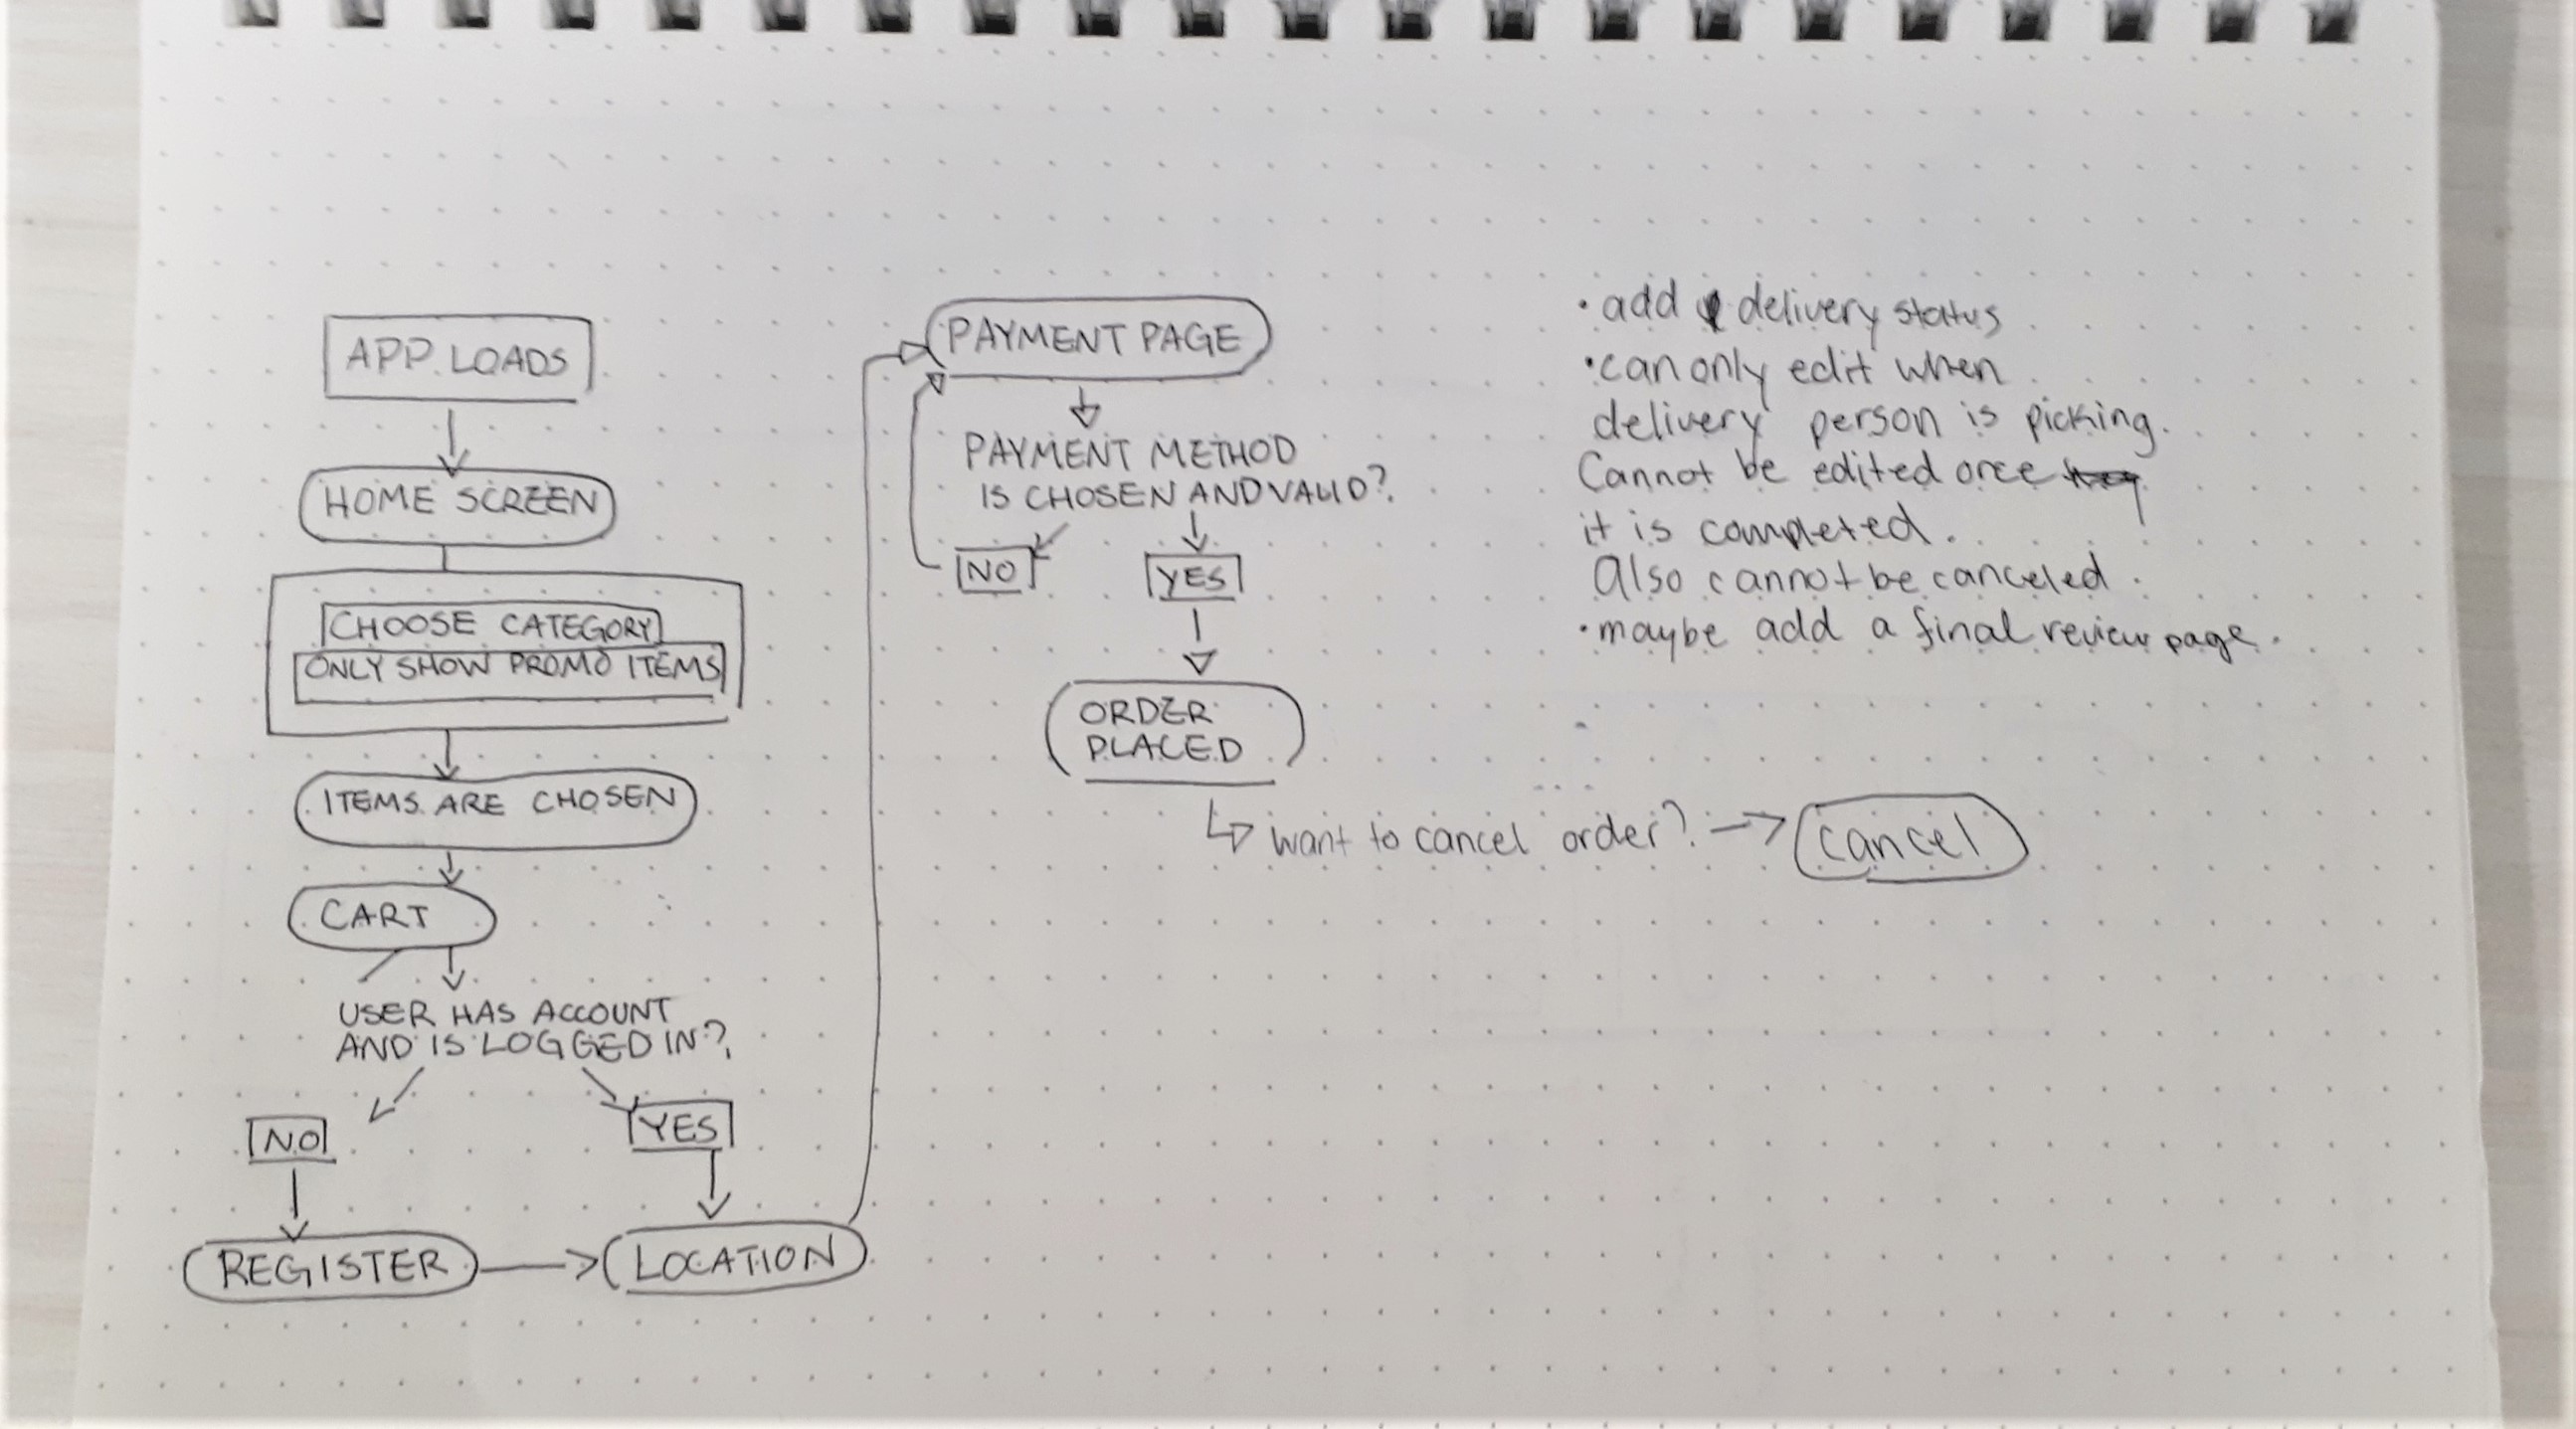 APP LOADS
HOME SCREEN
CHOOSE CATEGORY
ONLY SHOW PROMO ITEMS
ITEMS ARE CHOSEN
CART
USER HAS ACCOUNT
AND IS LOGGED IN?
NO
YES
REGISTER
LOCATION
PAYMENT PAGE
PAYMENT METHOD
IS CHOSEN AND VALID?
NO
YES
ORDER
PLACED
want to cancel order?
cancel
• add delivery status
• can only edit when
delivery person is picking.
Cannot be edited once
it is completed.
Also cannot be canceled.
• maybe add a final review page.